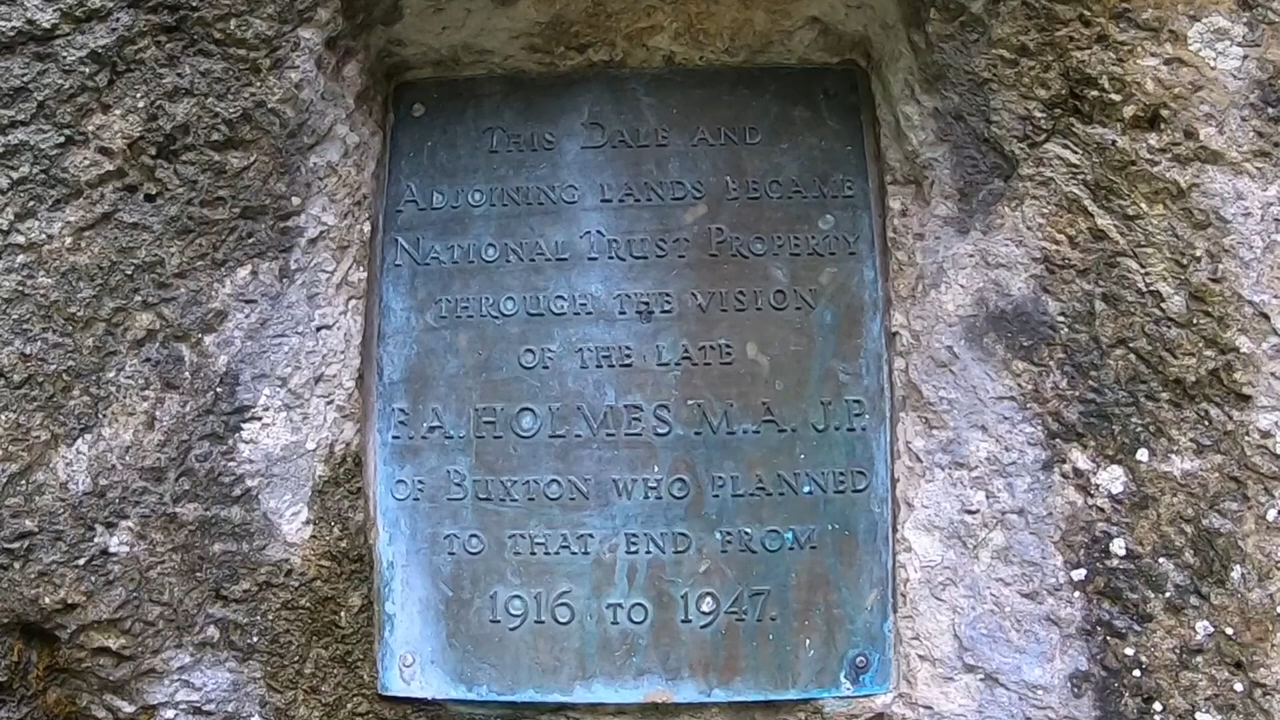 This Dale and
Adjoining lands became
National Trust Property
through the vision
of the late
F.A. HOLMES M.A. J.P.
of Buxton who planned
to that end from
1916 to 1947.